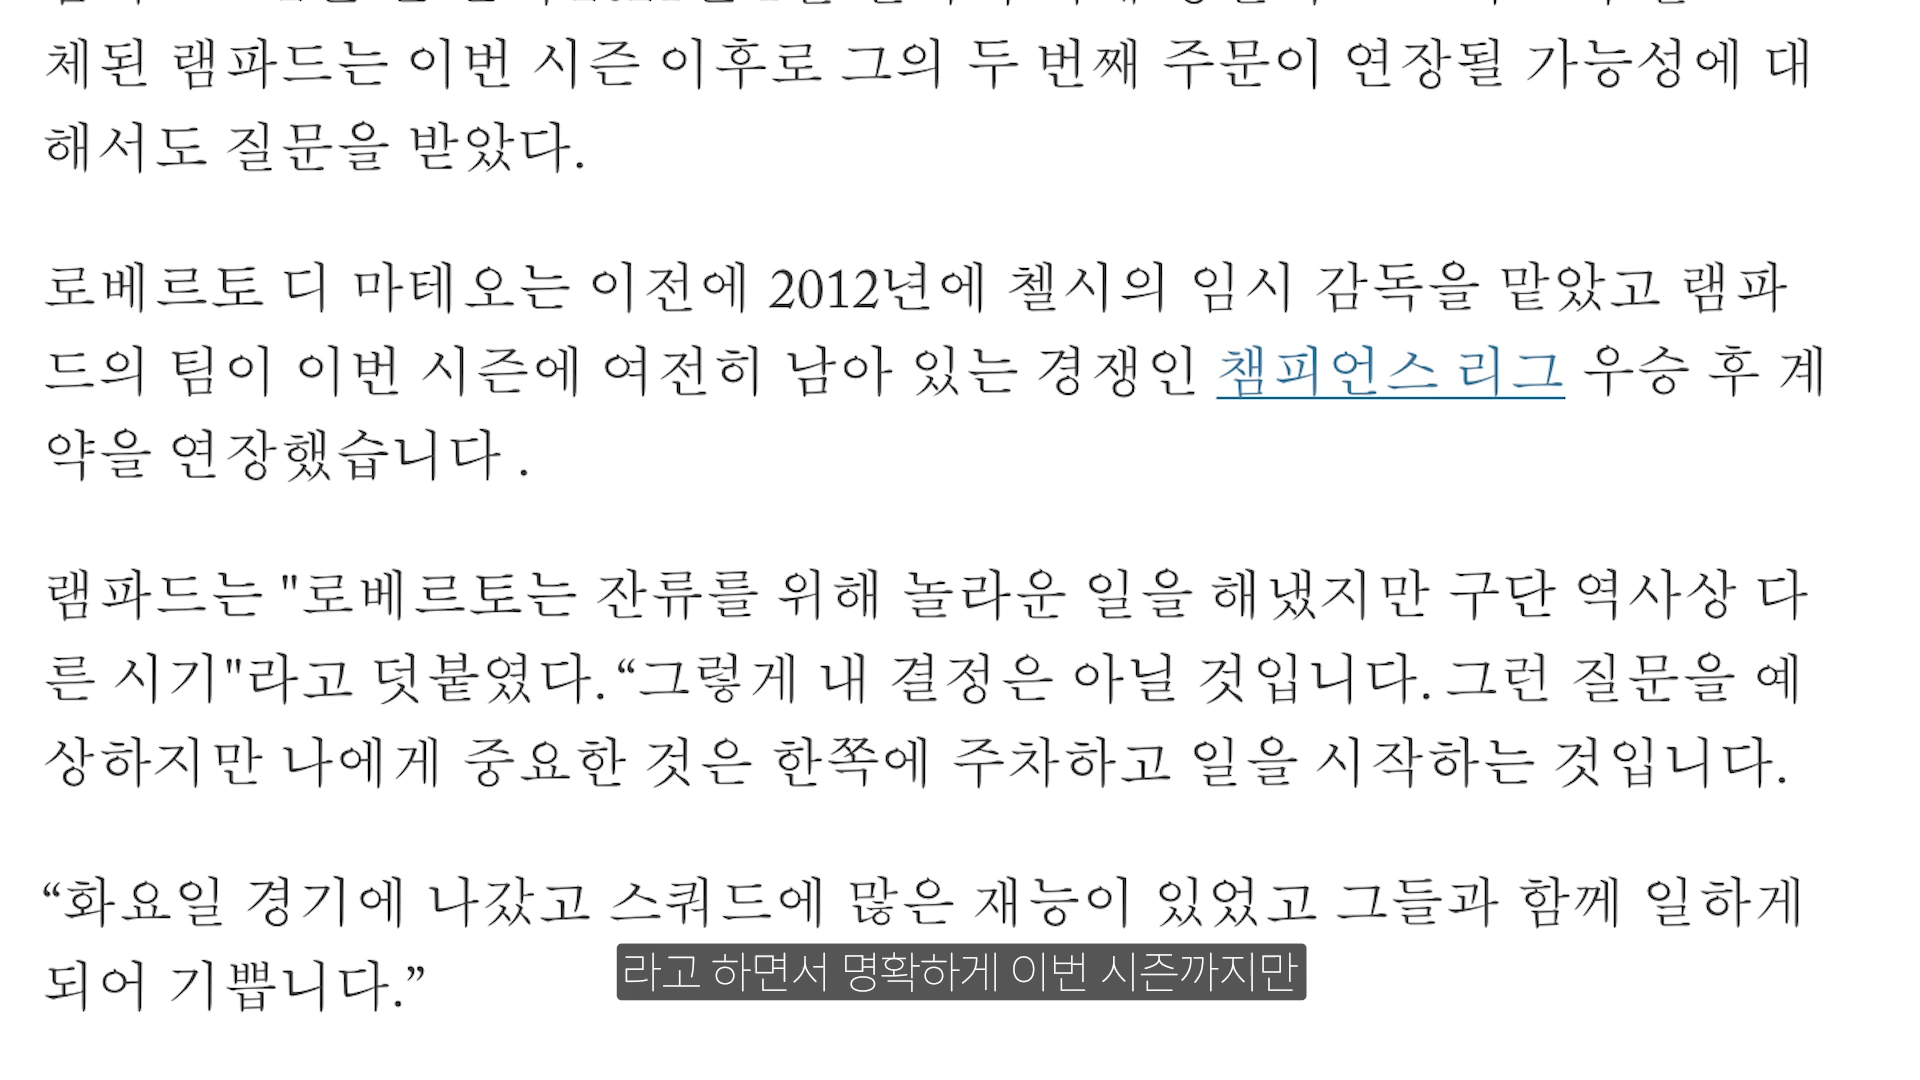 체된 램파드는 이번 시즌 이후로 그의 두 번째 주문이 연장될 가능성에 대
해서도 질문을 받았다.
로베르토 디 마테오는 이전에 2012년에 첼시의 임시 감독을 맡았고 램파
드의 팀이 이번 시즌에 여전히 남아 있는 경쟁인 챔피언스 리그 우승 후 계
약을 연장했습니다 .
램파드는 "로베르토는 잔류를 위해 놀라운 일을 해냈지만 구단 역사상 다
른 시기"라고 덧붙였다. “그렇게 내 결정은 아닐 것입니다. 그런 질문을 예
상하지만 나에게 중요한 것은 한쪽에 주차하고 일을 시작하는 것입니다.
“화요일 경기에 나갔고 스쿼드에 많은 재능이 있었고 그들과 함께 일하게
되어 기쁩니다.”
라고 하면서 명확하게 이번 시즌까지만